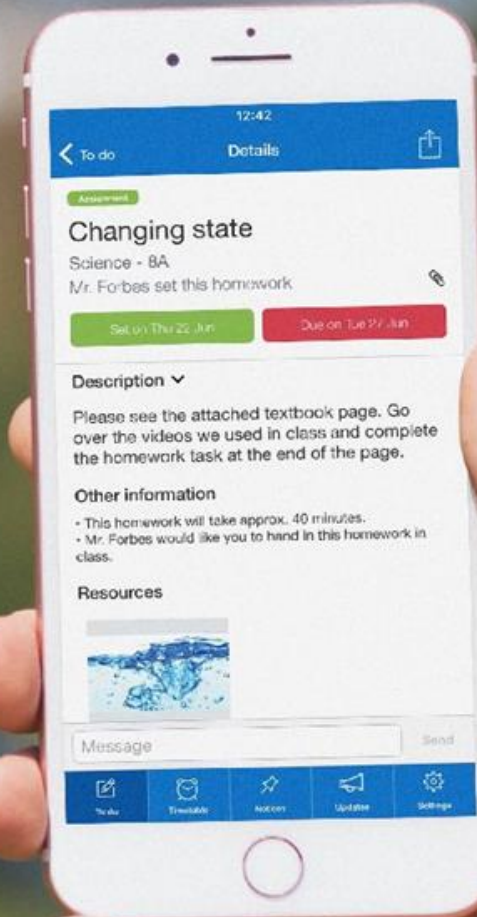 12:42
To do
Details
Assignment
Changing state
Science - 8A
Mr. Forbes set this homework
Set on Thu 22 Jun
Due on Tue 27 Jun
Description
Please see the attached textbook page. Go
over the videos we used in class and complete
the homework task at the end of the page.
Other information
- This homework will take approx. 40 minutes.
- Mr. Forbes would like you to hand in this homework in
class.
Resources
Message
Send
To do
Timetable
Notices
Updates
Settings